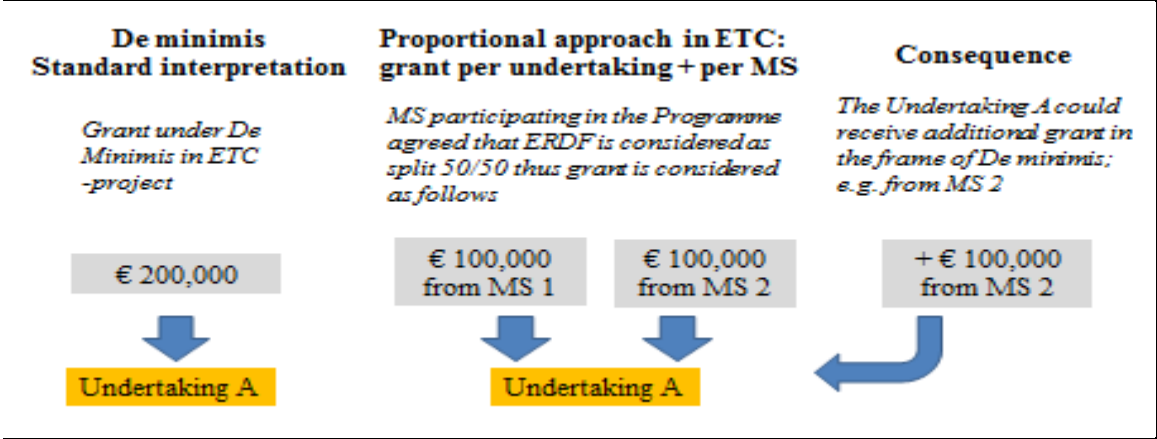 De minimis
Standard interpretation
Grant under De
Minimis in ETC
-project
€ 200,000
Undertaking A
Proportional approach in ETC:
grant per undertaking + per MS
MS participating in the Programme
agreed that ERDF is considered as
split 50/50 thus grant is considered
as follows
€ 100,000
from MS 1
€ 100,000
from MS 2
Undertaking A
Consequence
The Undertaking A could
receive additional grant in
the frame of De minimis;
e.g. from MS 2
+ € 100,000
from MS 2